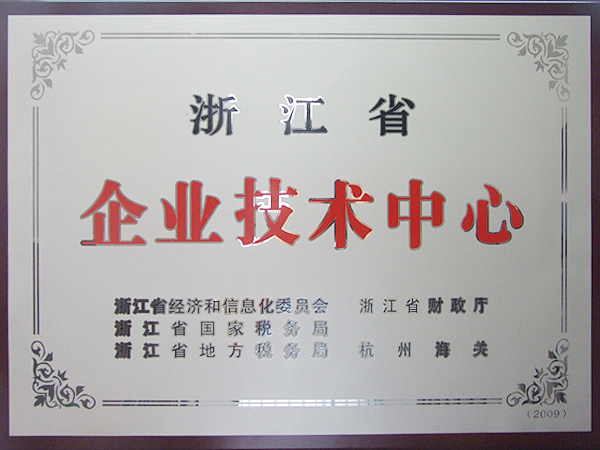 浙江省
企业技术中心
浙江省经济和信息化委员会 浙江省财政厅
浙江省国家税务局
浙江省地方税务局 杭州海关
(2009)